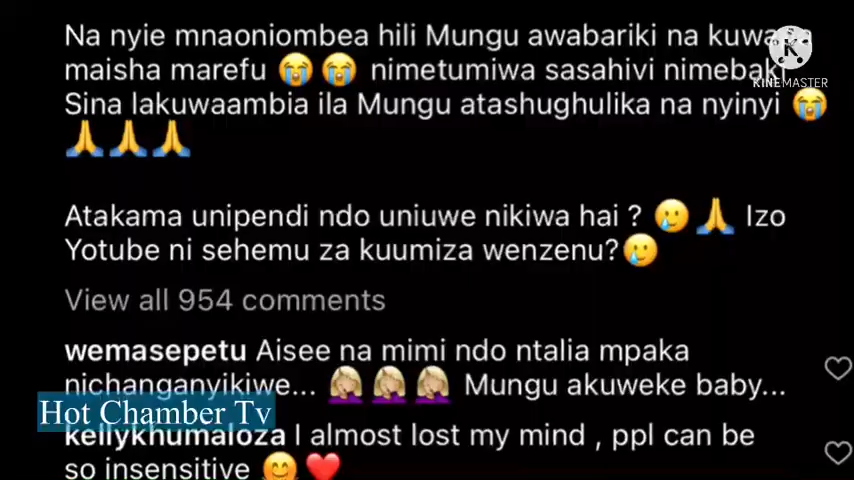 Na nyie mnaoniombea hili Mungu awabariki na
maisha marefu 😭😭 nimetumiwa sasahivi nimebaki
Sina lakuwaambia ila Mungu atashughulika na nyinyi 😭
🙏🙏🙏
Atakama unipendi ndo uniuwe nikiwa hai ? 🥲🙏 Izo
Yotube ni sehemu za kuumiza wenzenu?🥲
View all 954 comments
wemasepetu Aisee na mimi ndo ntalia mpaka
nichanganyikiwe... 🤦🏼‍♀️🤦🏼‍♀️🤦🏼‍♀️ Mungu akuweke baby...
kellykhumaloza I almost lost my mind , ppl can be
so insensitive 🤗❤️
KINEMASTER
Hot Chamber Tv